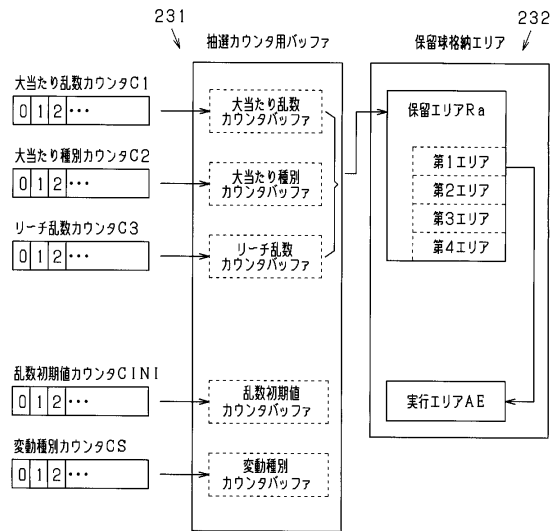 231
232
抽選カウンタ用バッファ
保留球格納エリア
大当たり乱数カウンタC1
0 1 2 ・・・
大当たり乱数
カウンタバッファ
大当たり種別カウンタC2
0 1 2 ・・・
大当たり種別
カウンタバッファ
リーチ乱数カウンタC3
0 1 2 ・・・
リーチ乱数
カウンタバッファ
保留エリアRa
第1エリア
第2エリア
第3エリア
第4エリア
乱数初期値カウンタCINI
0 1 2 ・・・
乱数初期値
カウンタバッファ
実行エリアAE
変動種別カウンタCS
0 1 2 ・・・
変動種別
カウンタバッファ